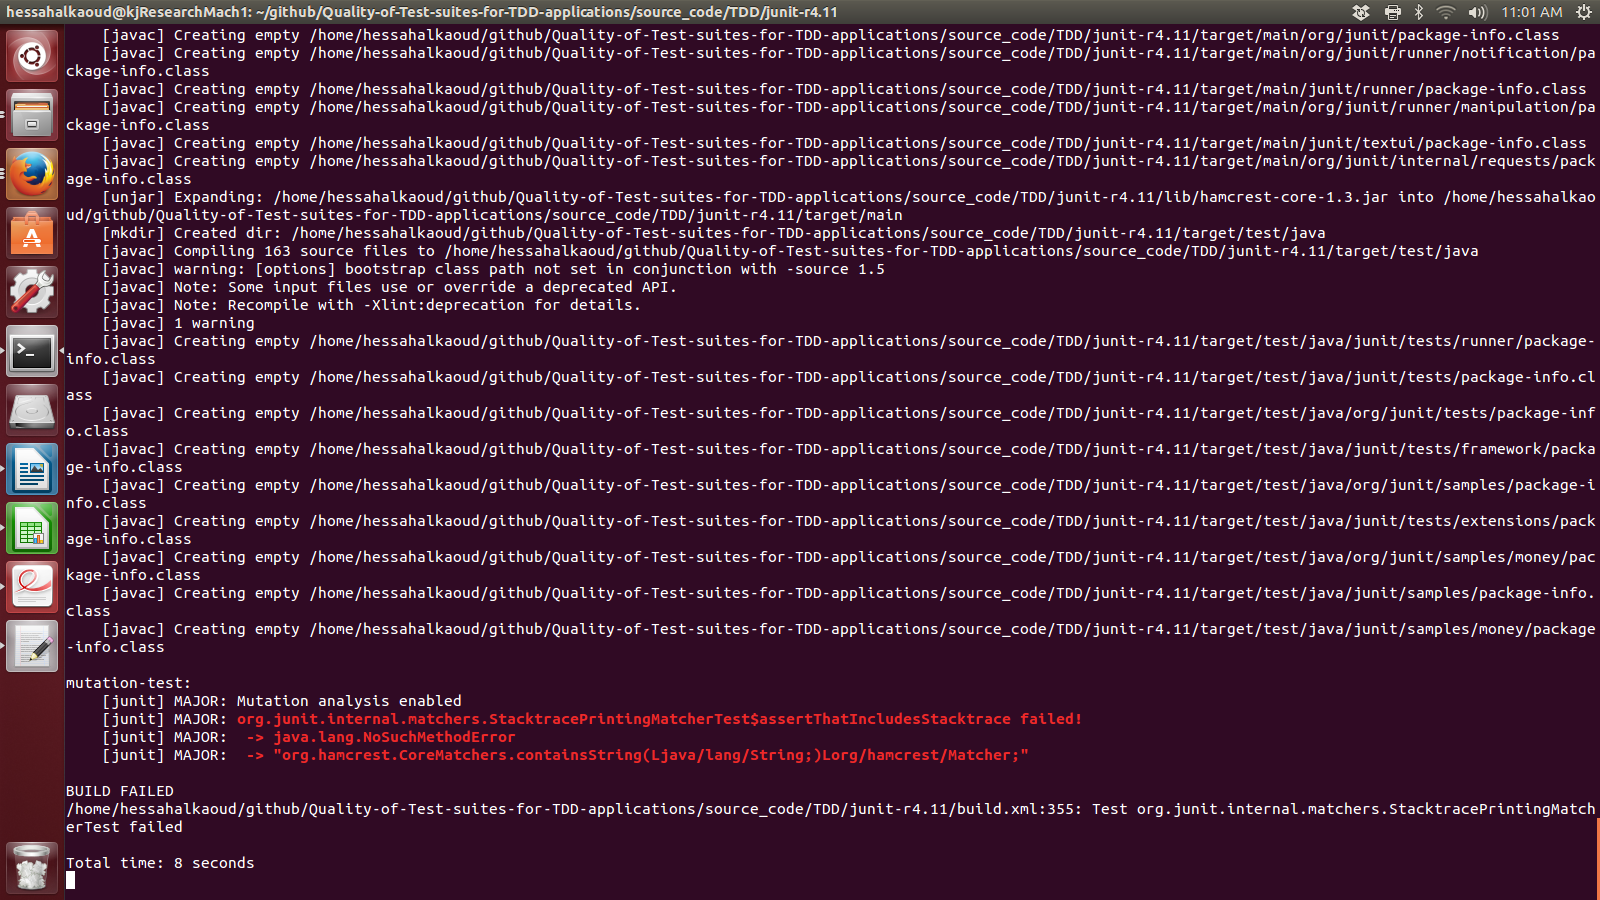 hessahalkaoud@kjResearchMach1: ~/github/Quality-of-Test-suites-for-TDD-applications/source_code/TDD/junit-r4.11
11:01 AM
[javac] Creating empty /home/hessahalkaoud/github/Quality-of-Test-suites-for-TDD-applications/source_code/TDD/junit-r4.11/target/main/org/junit/package-info.class
[javac] Creating empty /home/hessahalkaoud/github/Quality-of-Test-suites-for-TDD-applications/source_code/TDD/junit-r4.11/target/main/org/junit/runner/notification/pa
ckage-info.class
[javac] Creating empty /home/hessahalkaoud/github/Quality-of-Test-suites-for-TDD-applications/source_code/TDD/junit-r4.11/target/main/junit/runner/package-info.class
[javac] Creating empty /home/hessahalkaoud/github/Quality-of-Test-suites-for-TDD-applications/source_code/TDD/junit-r4.11/target/main/org/junit/runner/manipulation/pa
ckage-info.class
[javac] Creating empty /home/hessahalkaoud/github/Quality-of-Test-suites-for-TDD-applications/source_code/TDD/junit-r4.11/target/main/junit/textui/package-info.class
[javac] Creating empty /home/hessahalkaoud/github/Quality-of-Test-suites-for-TDD-applications/source_code/TDD/junit-r4.11/target/main/org/junit/internal/requests/pack
age-info.class
[unjar] Expanding: /home/hessahalkaoud/github/Quality-of-Test-suites-for-TDD-applications/source_code/TDD/junit-r4.11/lib/hamcrest-core-1.3.jar into /home/hessahalkao
ud/github/Quality-of-Test-suites-for-TDD-applications/source_code/TDD/junit-r4.11/target/main
[mkdir] Created dir: /home/hessahalkaoud/github/Quality-of-Test-suites-for-TDD-applications/source_code/TDD/junit-r4.11/target/test/java
[javac] Compiling 163 source files to /home/hessahalkaoud/github/Quality-of-Test-suites-for-TDD-applications/source_code/TDD/junit-r4.11/target/test/java
[javac] warning: [options] bootstrap class path not set in conjunction with -source 1.5
[javac] Note: Some input files use or override a deprecated API.
[javac] Note: Recompile with -Xlint:deprecation for details.
[javac] 1 warning
[javac] Creating empty /home/hessahalkaoud/github/Quality-of-Test-suites-for-TDD-applications/source_code/TDD/junit-r4.11/target/test/java/junit/tests/runner/package-
info.class
[javac] Creating empty /home/hessahalkaoud/github/Quality-of-Test-suites-for-TDD-applications/source_code/TDD/junit-r4.11/target/test/java/junit/tests/package-info.cl
ass
[javac] Creating empty /home/hessahalkaoud/github/Quality-of-Test-suites-for-TDD-applications/source_code/TDD/junit-r4.11/target/test/java/org/junit/tests/package-inf
o.class
[javac] Creating empty /home/hessahalkaoud/github/Quality-of-Test-suites-for-TDD-applications/source_code/TDD/junit-r4.11/target/test/java/junit/tests/framework/packa
ge-info.class
[javac] Creating empty /home/hessahalkaoud/github/Quality-of-Test-suites-for-TDD-applications/source_code/TDD/junit-r4.11/target/test/java/org/junit/samples/package-i
nfo.class
[javac] Creating empty /home/hessahalkaoud/github/Quality-of-Test-suites-for-TDD-applications/source_code/TDD/junit-r4.11/target/test/java/junit/tests/extensions/pack
age-info.class
[javac] Creating empty /home/hessahalkaoud/github/Quality-of-Test-suites-for-TDD-applications/source_code/TDD/junit-r4.11/target/test/java/org/junit/samples/money/pac
kage-info.class
[javac] Creating empty /home/hessahalkaoud/github/Quality-of-Test-suites-for-TDD-applications/source_code/TDD/junit-r4.11/target/test/java/junit/samples/package-info.
class
[javac] Creating empty /home/hessahalkaoud/github/Quality-of-Test-suites-for-TDD-applications/source_code/TDD/junit-r4.11/target/test/java/junit/samples/money/package
-info.class
mutation-test:
[junit] MAJOR: Mutation analysis enabled
[junit] MAJOR: org.junit.internal.matchers.StacktracePrintingMatcherTest$assertThatIncludesStacktrace failed!
[junit] MAJOR:  -> java.lang.NoSuchMethodError
[junit] MAJOR:  -> "org.hamcrest.CoreMatchers.containsString(Ljava/lang/String;)Lorg/hamcrest/Matcher;"
BUILD FAILED
/home/hessahalkaoud/github/Quality-of-Test-suites-for-TDD-applications/source_code/TDD/junit-r4.11/build.xml:355: Test org.junit.internal.matchers.StacktracePrintingMatch
erTest failed
Total time: 8 seconds